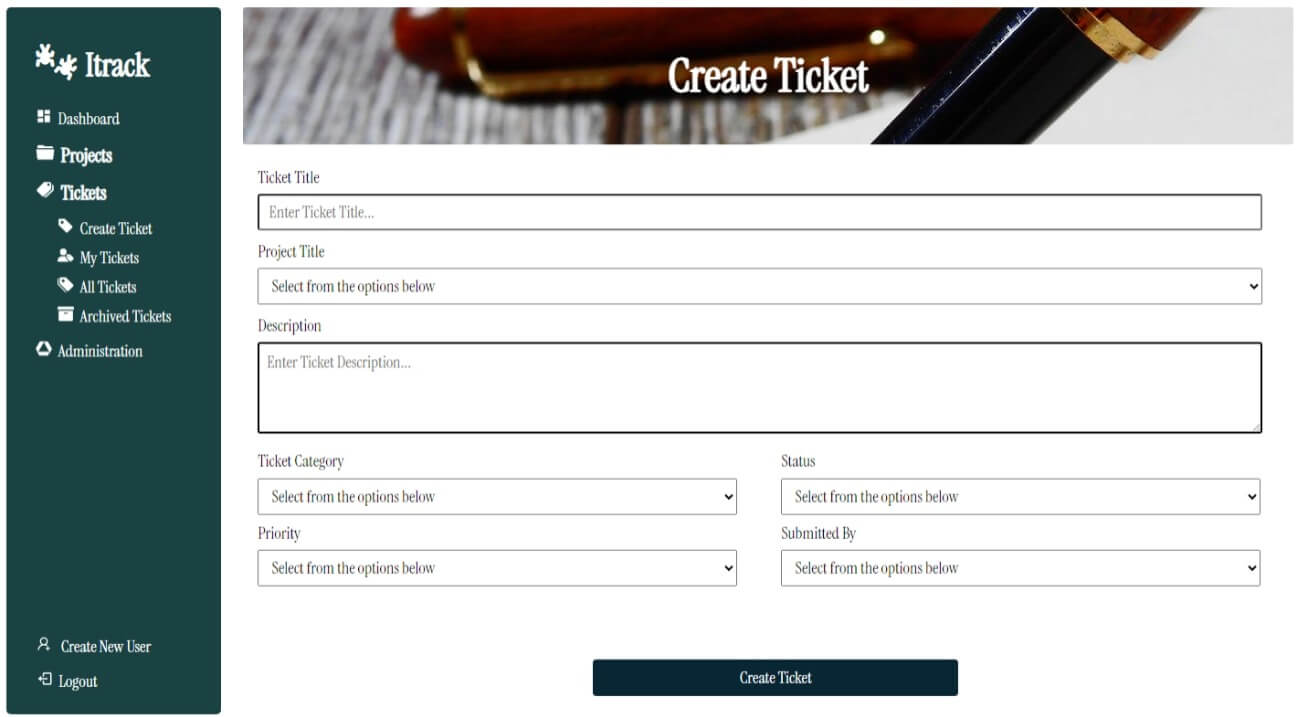 Itrack
Dashboard
Projects
Tickets
Create Ticket
My Tickets
All Tickets
Archived Tickets
Administration
Create New User
Logout
Create Ticket
Ticket Title
Enter Ticket Title...
Project Title
Select from the options below
Description
Enter Ticket Description...
Ticket Category
Select from the options below
Status
Select from the options below
Priority
Select from the options below
Submitted By
Select from the options below
Create Ticket